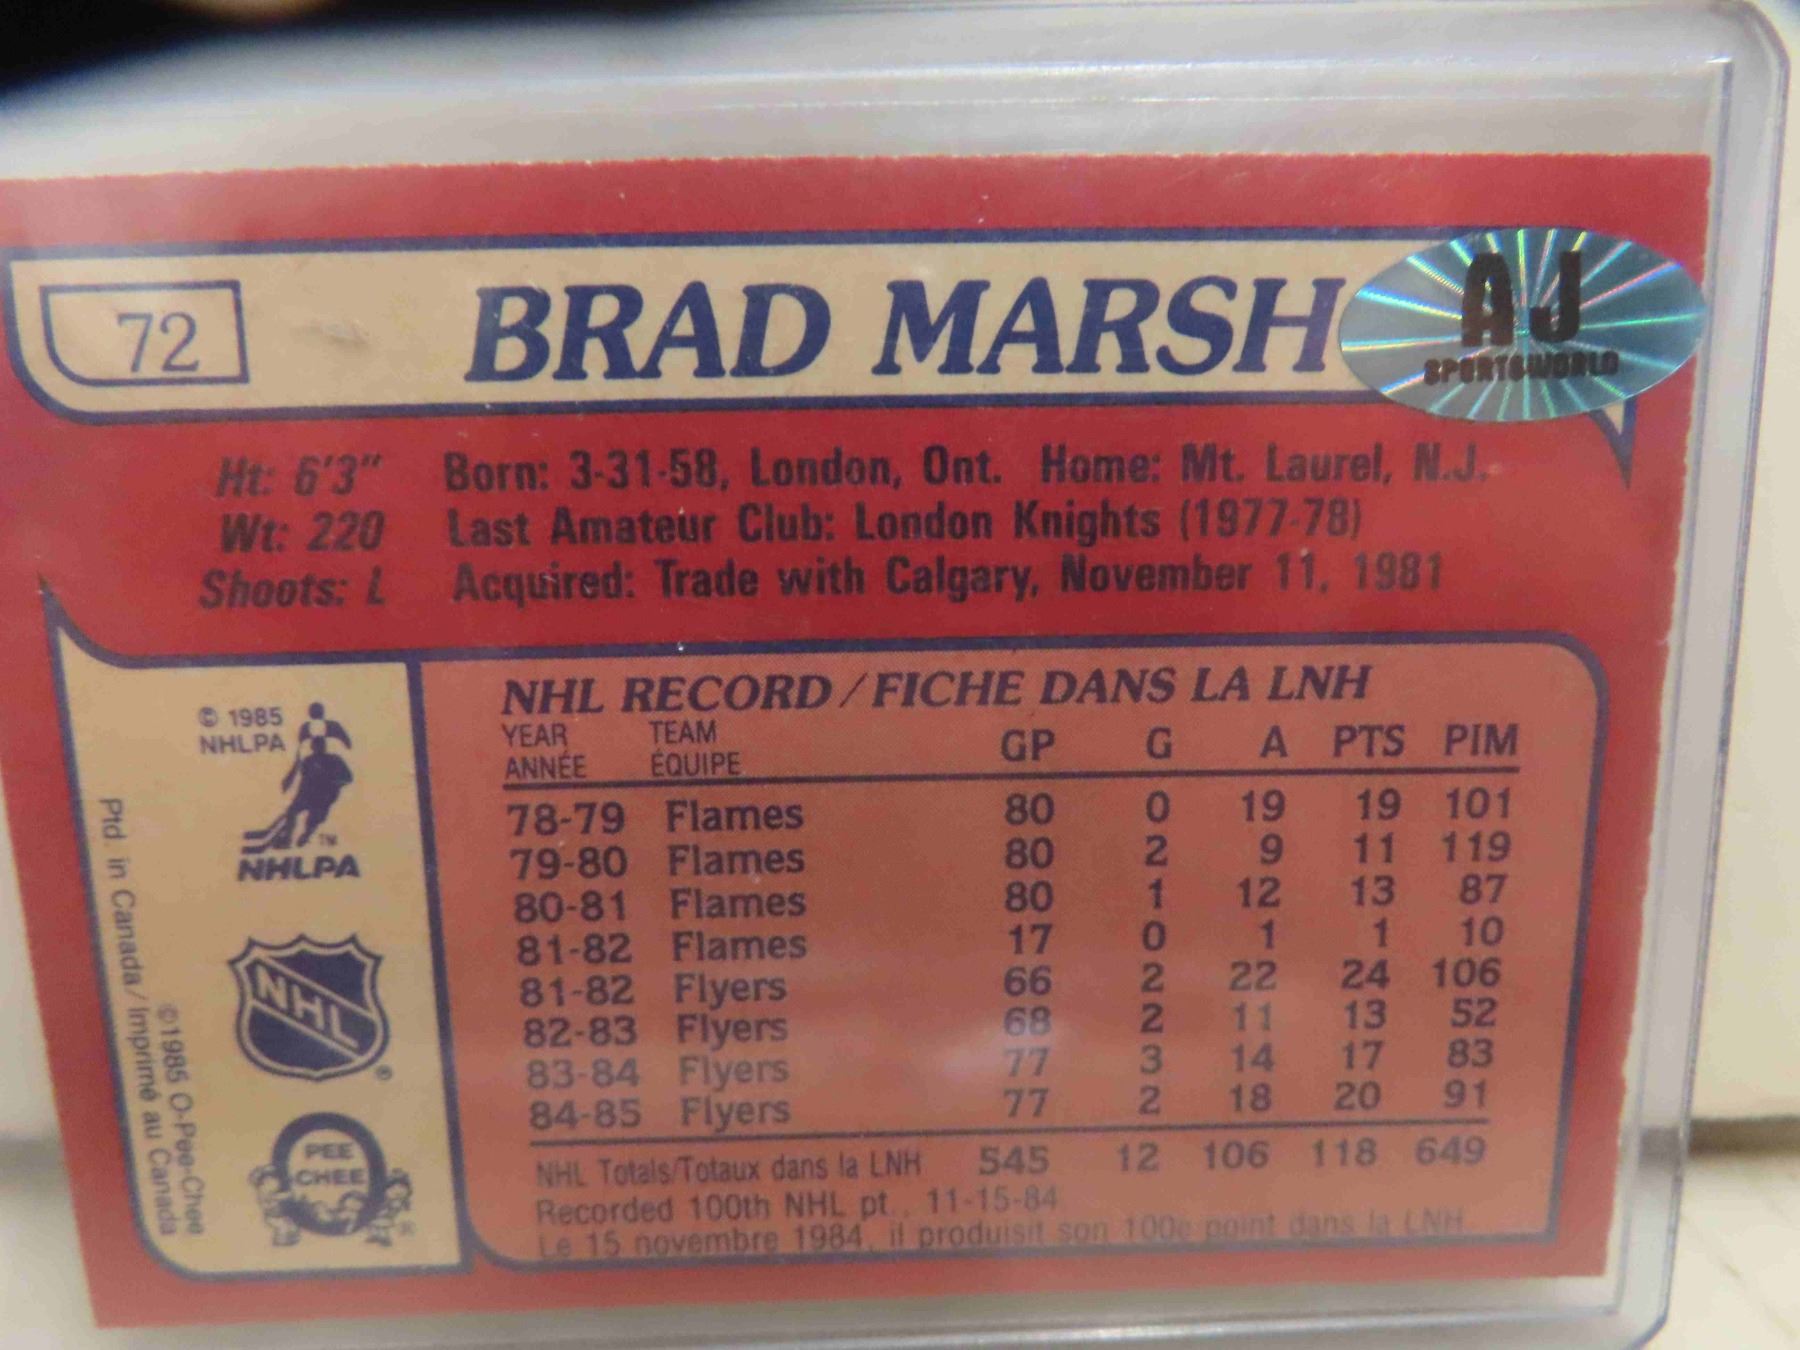 72
BRAD MARSH
AJ
SPORTSWORLD
Ht: 6'3" Born: 3-31-58, London, Ont. Home: Mt. Laurel, N.J.
Wt: 220 Last Amateur Club: London Knights (1977-78)
Shoots: L Acquired: Trade with Calgary, November 11, 1981
© 1985
NHLPA
TM
NHLPA
NHL
®
PEE
CHEE
®
Ptd. in Canada/Imprimé au Canada
©1985 O-Pee-Chee
NHL RECORD/FICHE DANS LA LNH
YEAR TEAM
ANNÉE ÉQUIPE GP G A PTS PIM
78-79 Flames 80 0 19 19 101
79-80 Flames 80 2 9 11 119
80-81 Flames 80 1 12 13 87
81-82 Flames 17 0 1 1 10
81-82 Flyers 66 2 22 24 106
82-83 Flyers 68 2 11 13 52
83-84 Flyers 77 3 14 17 83
84-85 Flyers 77 2 18 20 91
NHL Totals/Totaux dans la LNH 545 12 106 118 649
Recorded 100th NHL pt., 11-15-84
Le 15 novembre 1984, il produisit son 100e point dans la LNH.